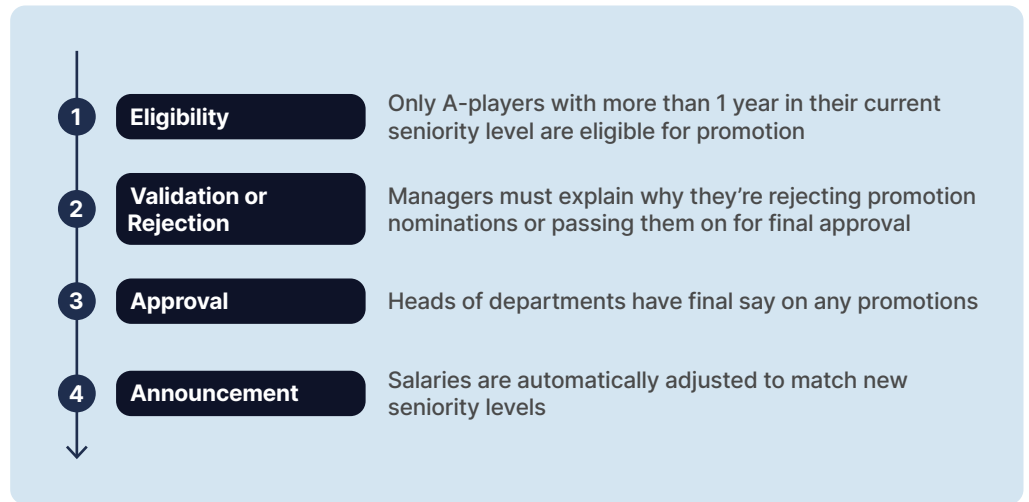 1
Eligibility
Only A-players with more than 1 year in their current
seniority level are eligible for promotion
2
Validation or
Rejection
Managers must explain why they’re rejecting promotion
nominations or passing them on for final approval
3
Approval
Heads of departments have final say on any promotions
4
Announcement
Salaries are automatically adjusted to match new
seniority levels